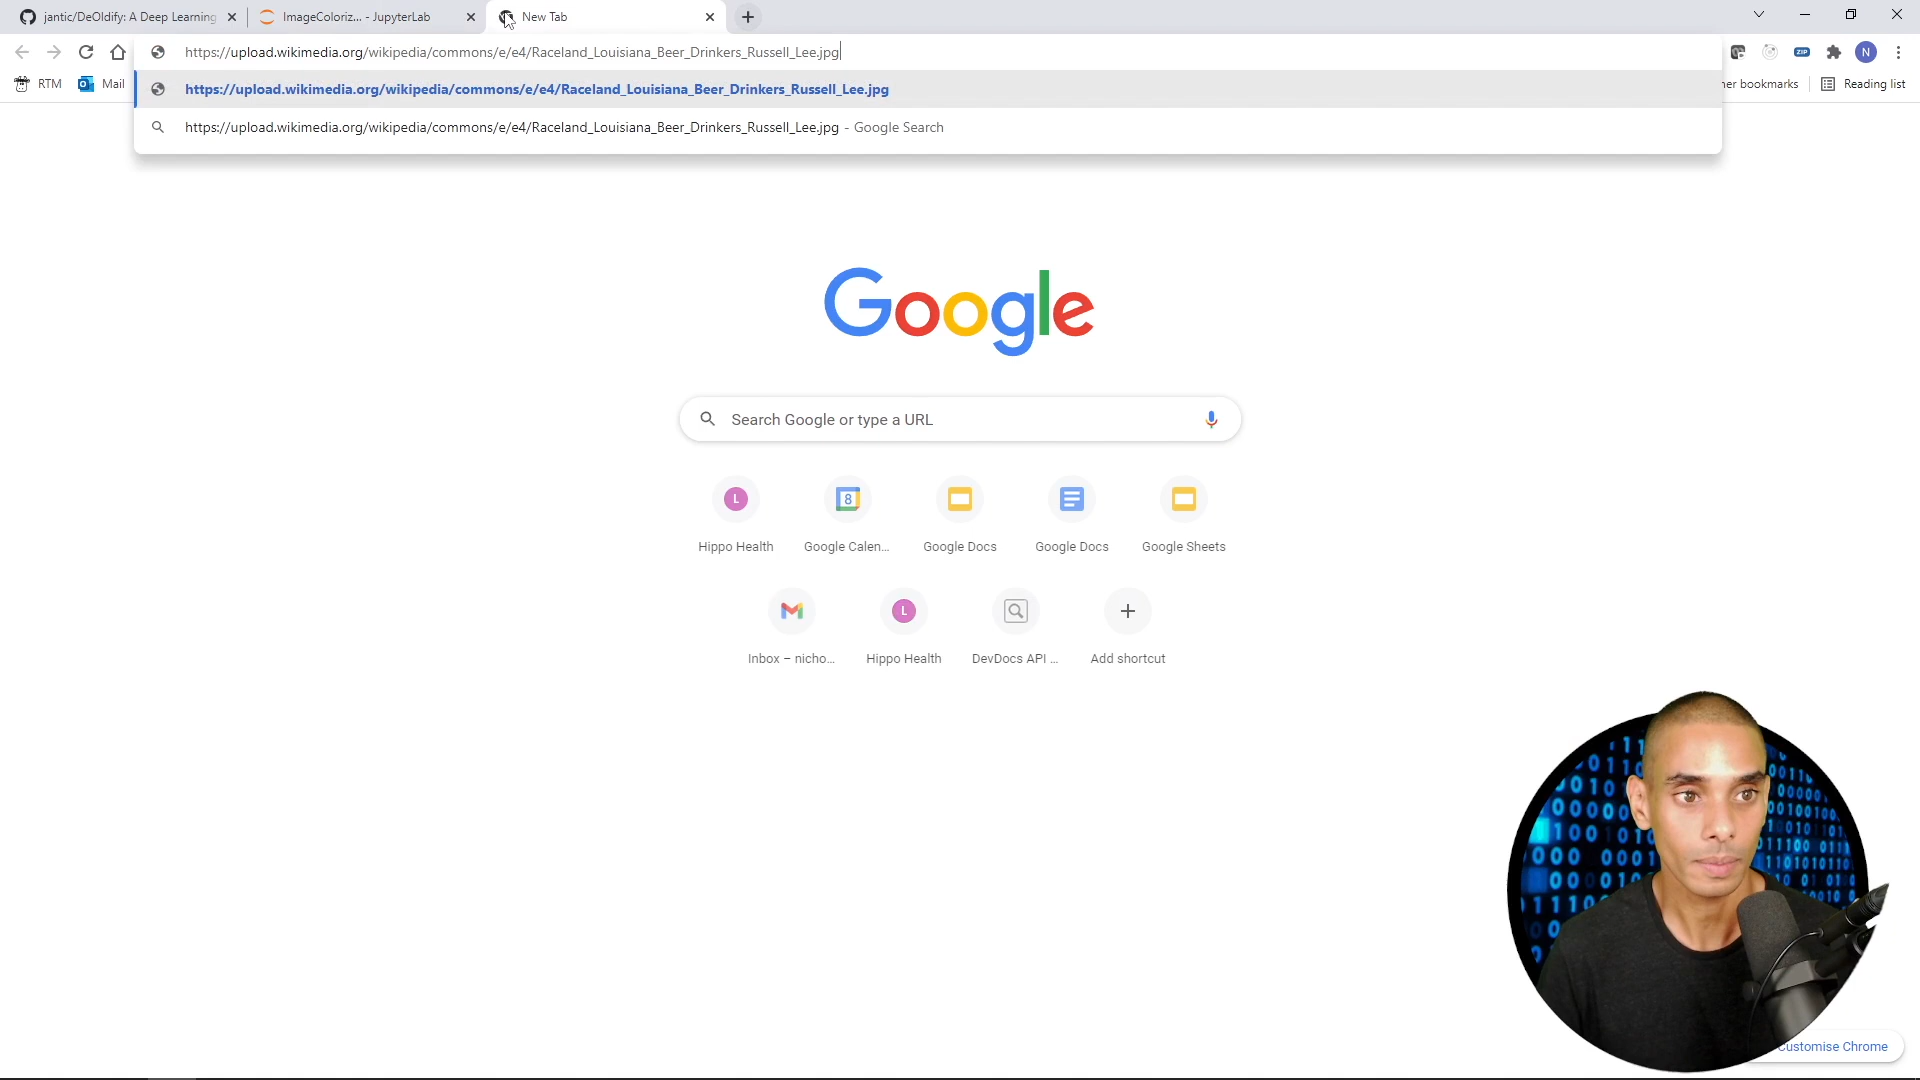 jantic/DeOldify: A Deep Learning
ImageColoriz... - JupyterLab
New Tab
https://upload.wikimedia.org/wikipedia/commons/e/e4/Raceland_Louisiana_Beer_Drinkers_Russell_Lee.jpg
ZIP
N
RTM
Mail
https://upload.wikimedia.org/wikipedia/commons/e/e4/Raceland_Louisiana_Beer_Drinkers_Russell_Lee.jpg
her bookmarks
Reading list
https://upload.wikimedia.org/wikipedia/commons/e/e4/Raceland_Louisiana_Beer_Drinkers_Russell_Lee.jpg - Google Search
Google
Search Google or type a URL
L
8
Hippo Health
Google Calen...
Google Docs
Google Docs
Google Sheets
L
Inbox – nicho...
Hippo Health
DevDocs API ...
Add shortcut
Customise Chrome